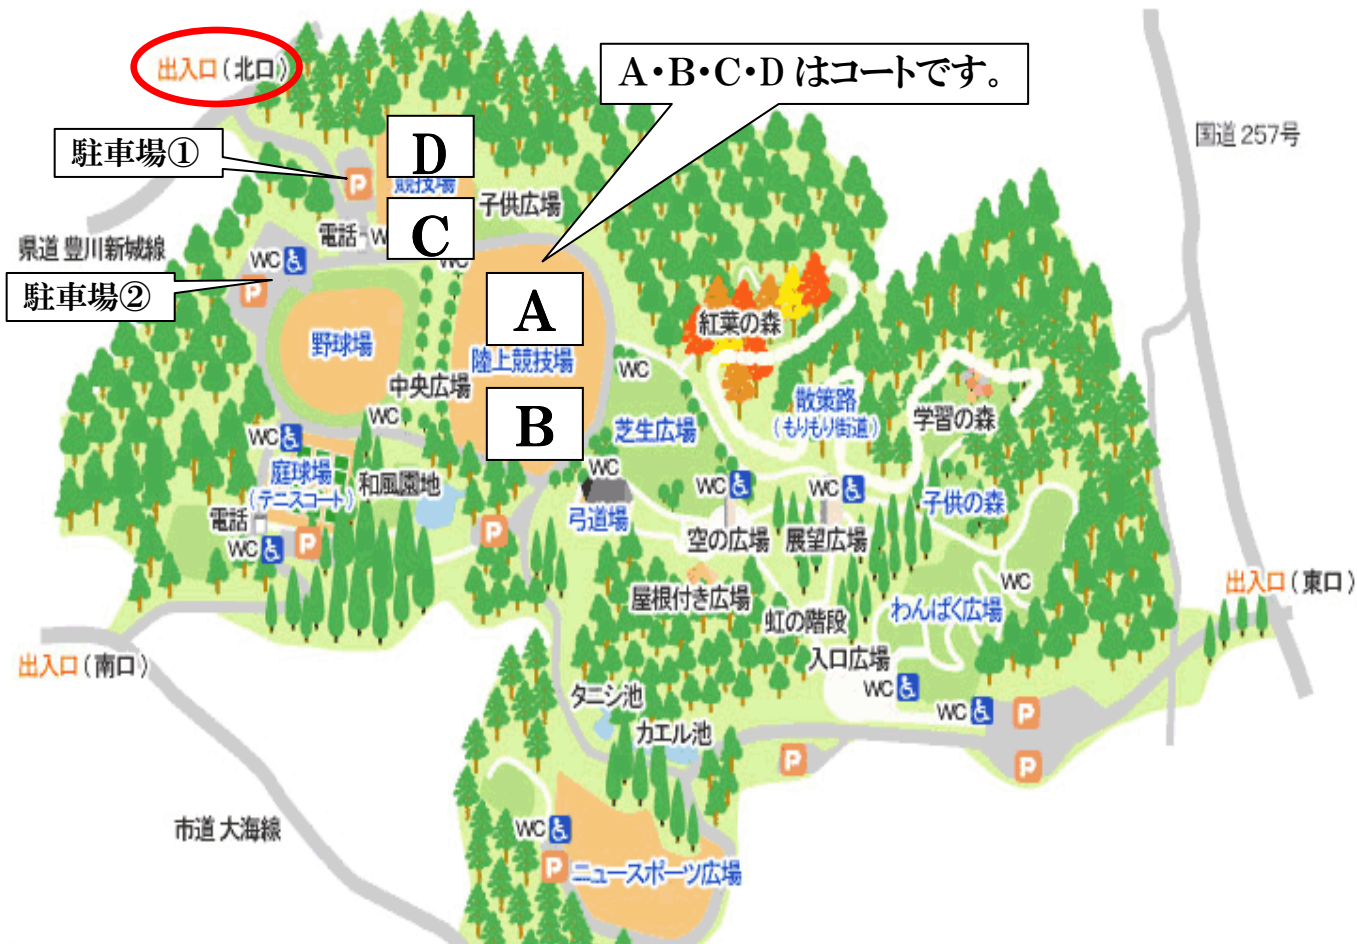 出入口(北口)
A・B・C・D はコートです。
国道257号
駐車場①
D
競技場
子供広場
C
電話
W
県道 豊川新城線
WC
WC
P
P
駐車場②
A
野球場
陸上競技場
紅葉の森
中央広場
WC
WC
B
散策路
(もりもり街道)
学習の森
芝生広場
WC
庭球場
(テニスコート)
和風園地
WC
WC
WC
子供の森
電話
弓道場
空の広場
展望広場
WC
P
P
屋根付き広場
WC
出入口(東口)
虹の階段
わんぱく広場
出入口(南口)
入口広場
WC
タニシ池
WC
P
カエル池
P
P
市道 大海線
WC
P
ニュースポーツ広場